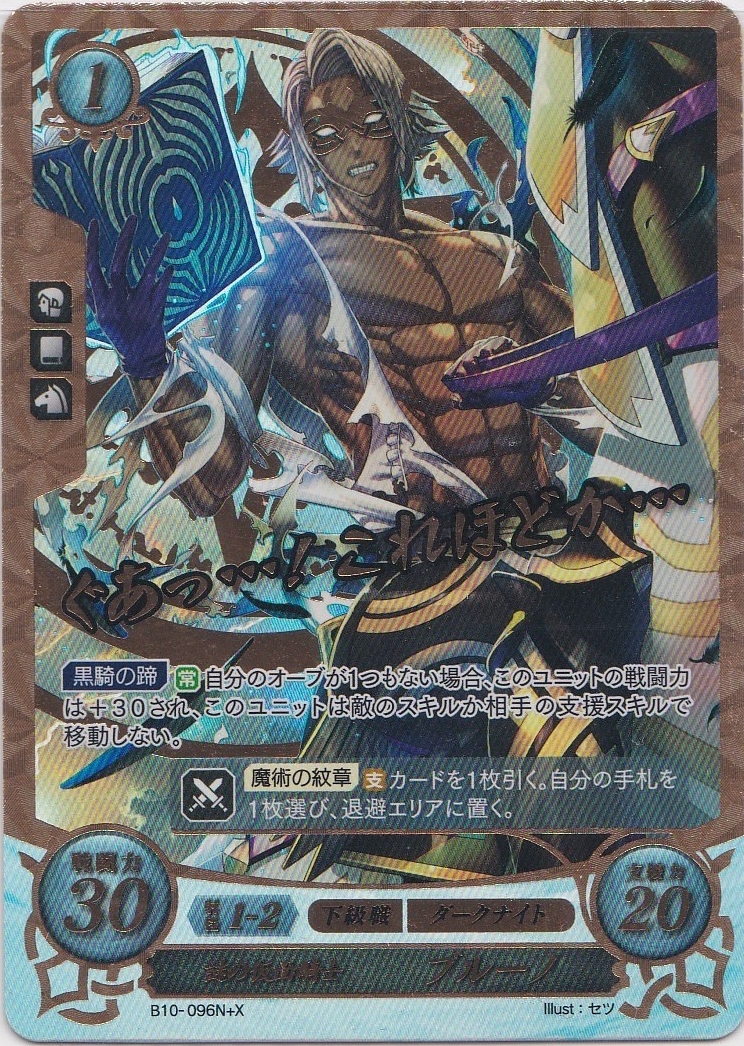 1
ぐあっ…！これほどか…
黒騎の蹄 常 自分のオーブが1つもない場合、このユニットの戦闘力
は＋30され、このユニットは敵のスキルか相手の支援スキルで
移動しない。
魔術の紋章 支 カードを1枚引く。自分の手札を
1枚選び、退避エリアに置く。
戦闘力
30
射程 1-2 下級職 ダークナイト
支援力
20
謎の仮面騎士 ブルーノ
B10-096N+X Illust：セツ